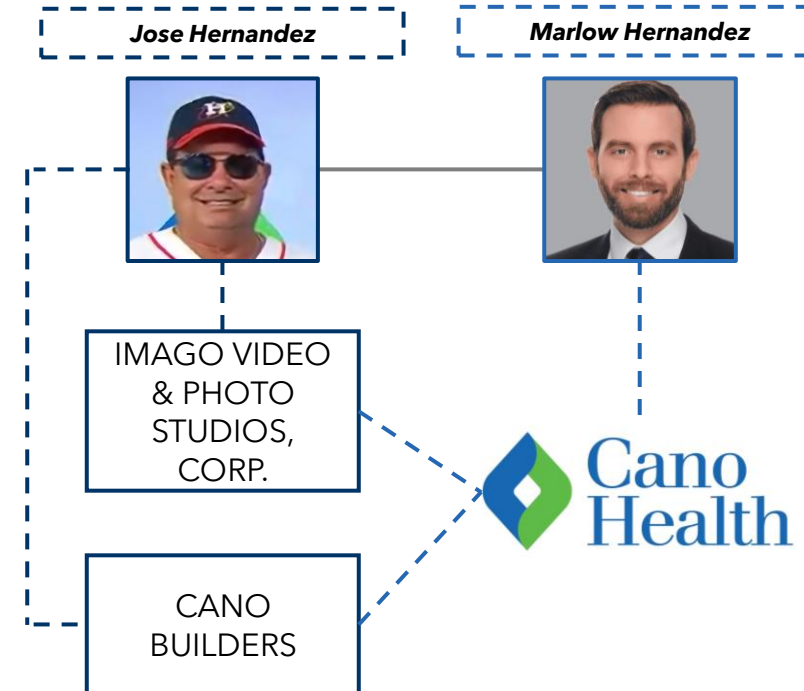 Jose Hernandez
Marlow Hernandez
H
IMAGO VIDEO
& PHOTO
STUDIOS,
CORP.
Cano
Health
CANO
BUILDERS